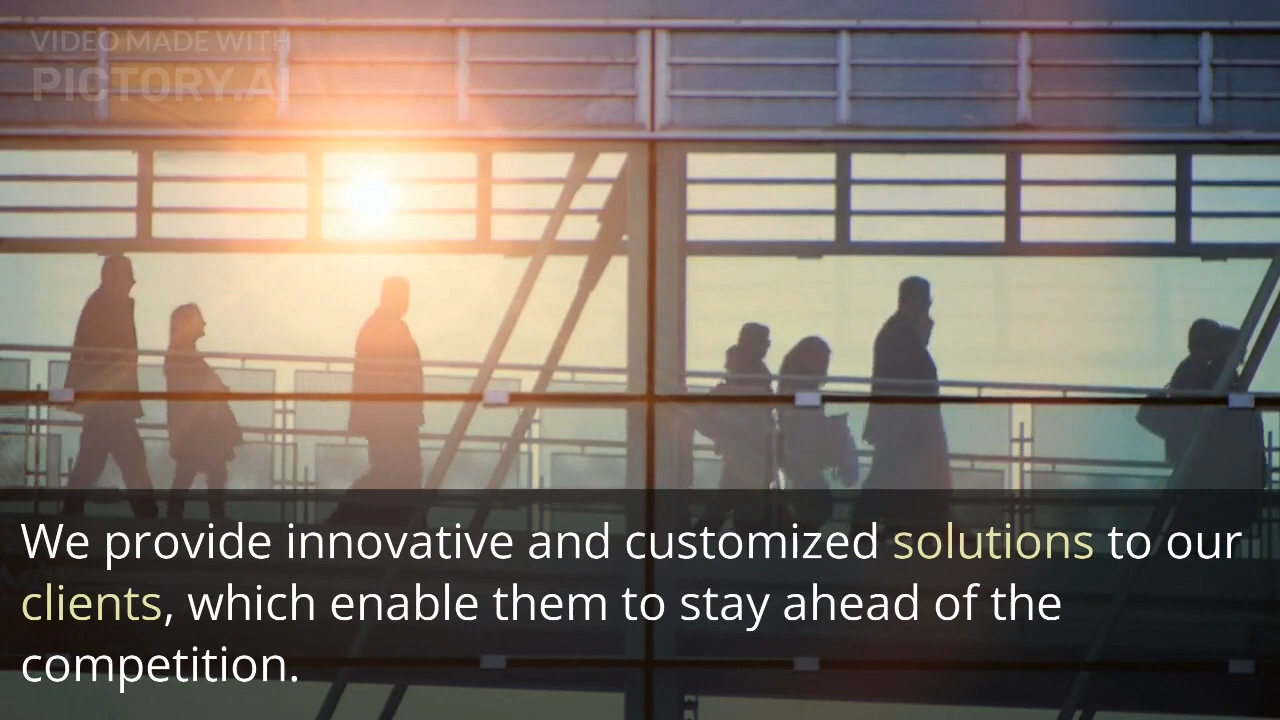 VIDEO MADE WITH
PICTORY.AI
We provide innovative and customized solutions to our
clients, which enable them to stay ahead of the
competition.